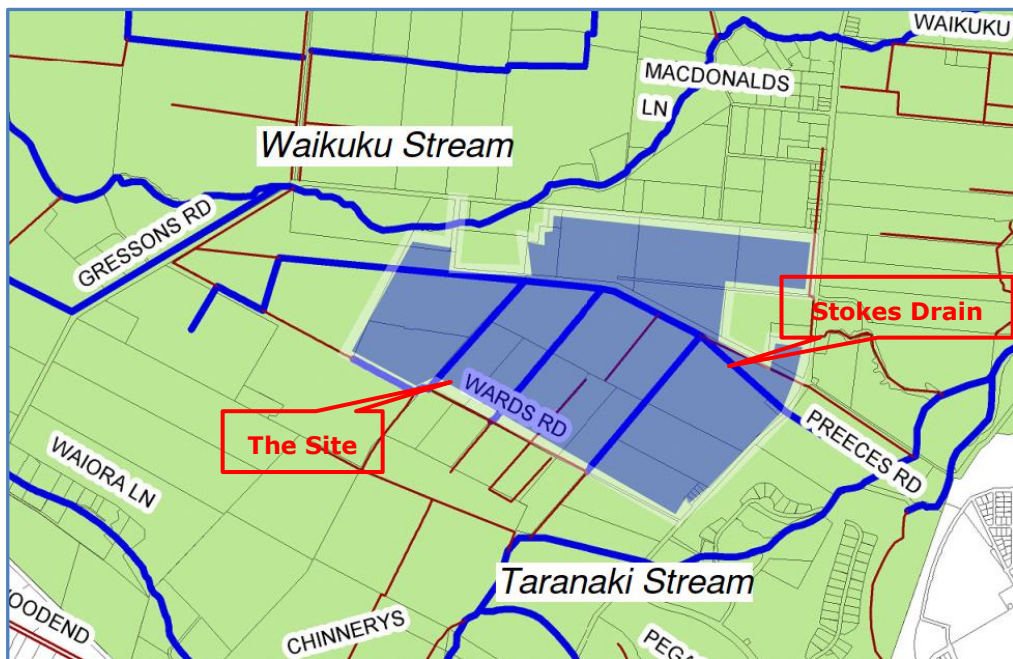 WAIKUKU
MACDONALDS
LN
Waikuku Stream
GRESSONS RD
Stokes Drain
WARDS RD
The Site
PREECES RD
WAIORA LN
Taranaki Stream
WOODEND
CHINNERYS
PEGA